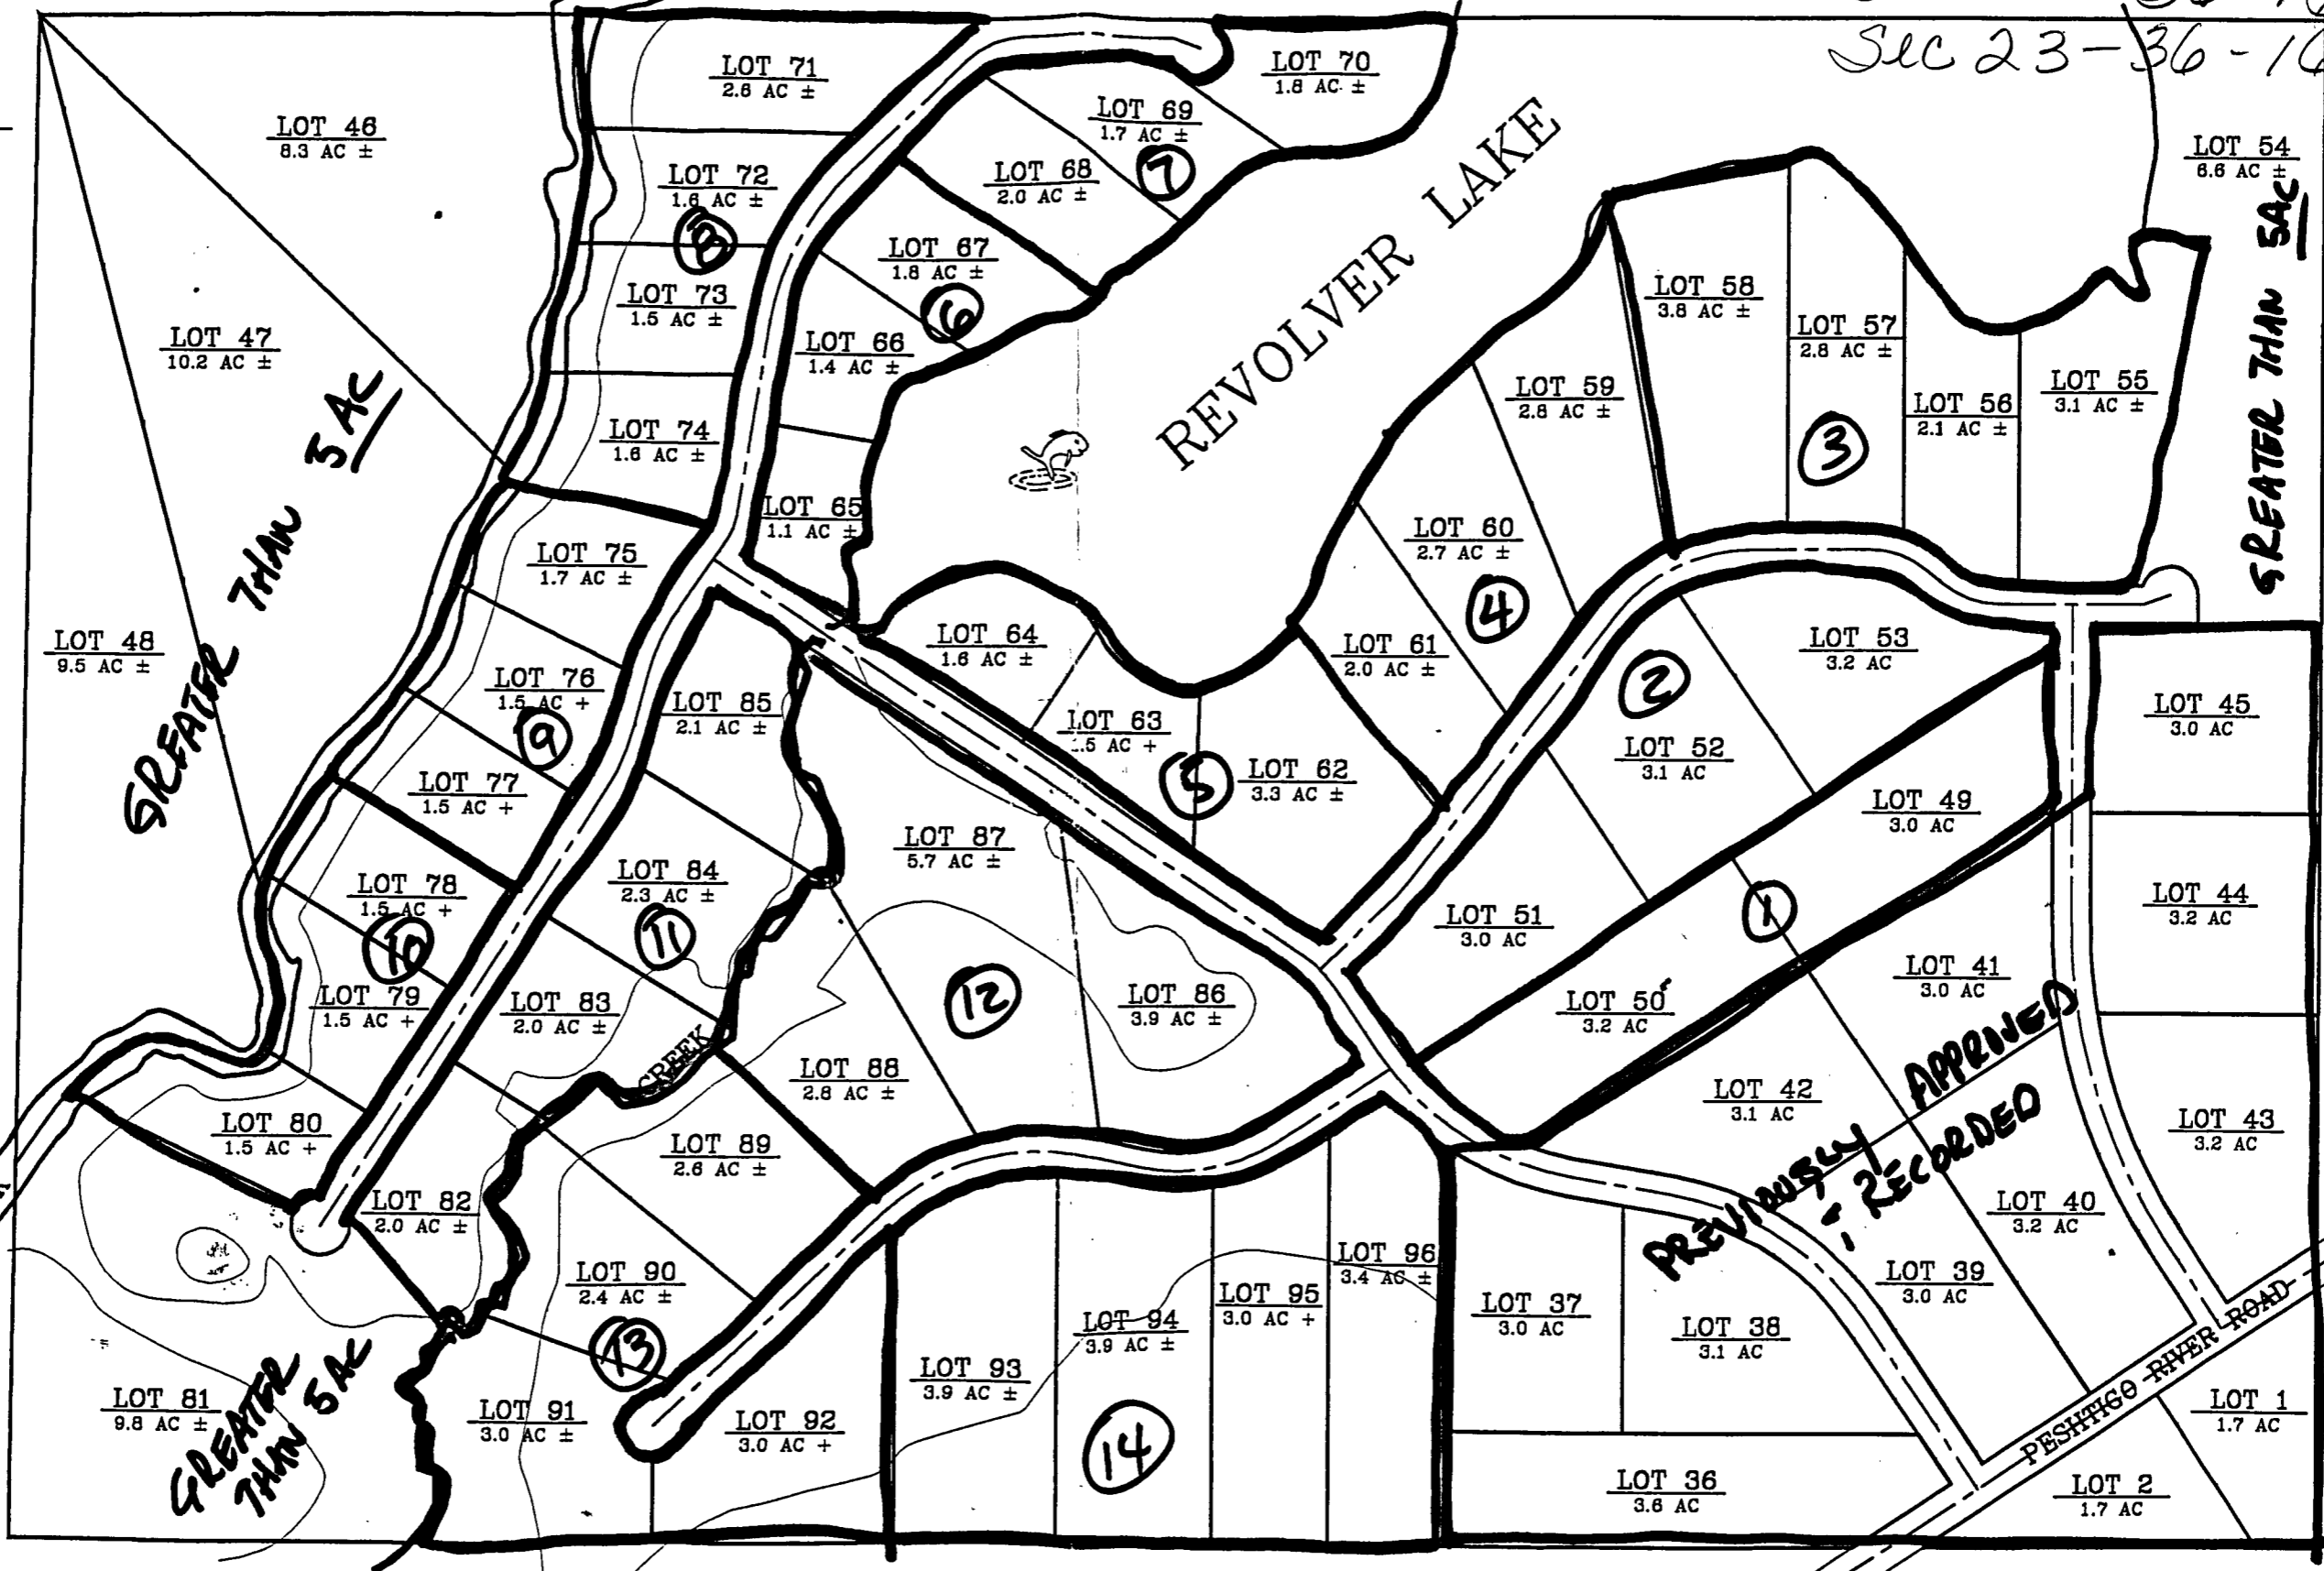 Sec 23-36-16
LOT 71
2.6 AC ±
LOT 70
1.8 AC ±
LOT 69
1.7 AC ±
7
LOT 46
8.3 AC ±
LOT 54
6.6 AC ±
GREATER THAN 5AC
LOT 72
1.6 AC ±
8
LOT 68
2.0 AC ±
REVOLVER LAKE
LOT 67
1.8 AC ±
6
LOT 73
1.5 AC ±
LOT 58
3.8 AC ±
LOT 57
2.8 AC ±
3
LOT 47
10.2 AC ±
LOT 66
1.4 AC ±
LOT 59
2.8 AC ±
LOT 56
2.1 AC ±
LOT 55
3.1 AC ±
GREATER THAN 5 AC
LOT 74
1.6 AC ±
LOT 65
1.1 AC ±
LOT 75
1.7 AC ±
LOT 60
2.7 AC ±
4
LOT 48
9.5 AC ±
LOT 64
1.6 AC ±
LOT 61
2.0 AC ±
LOT 53
3.2 AC
2
LOT 76
1.5 AC +
9
LOT 85
2.1 AC ±
LOT 63
.5 AC +
5
LOT 62
3.3 AC ±
LOT 52
3.1 AC
LOT 45
3.0 AC
LOT 77
1.5 AC +
LOT 87
5.7 AC ±
LOT 49
3.0 AC
LOT 78
1.5 AC +
10
LOT 84
2.3 AC ±
11
LOT 51
3.0 AC
1
LOT 44
3.2 AC
LOT 79
1.5 AC +
LOT 83
2.0 AC ±
12
LOT 86
3.9 AC ±
LOT 50
3.2 AC
LOT 41
3.0 AC
CREEK
LOT 88
2.8 AC ±
LOT 42
3.1 AC
PREVIOUSLY APPROVED
RECORDED
LOT 80
1.5 AC +
LOT 89
2.6 AC ±
LOT 43
3.2 AC
LOT 82
2.0 AC ±
LOT 40
3.2 AC
LOT 90
2.4 AC ±
13
LOT 96
3.4 AC ±
LOT 95
3.0 AC +
LOT 39
3.0 AC
LOT 94
3.9 AC ±
LOT 37
3.0 AC
LOT 38
3.1 AC
PESHTIGO RIVER ROAD
LOT 81
9.8 AC ±
GREATER
THAN 5AC
LOT 93
3.9 AC ±
LOT 91
3.0 AC ±
LOT 92
3.0 AC +
14
LOT 1
1.7 AC
LOT 36
3.6 AC
LOT 2
1.7 AC